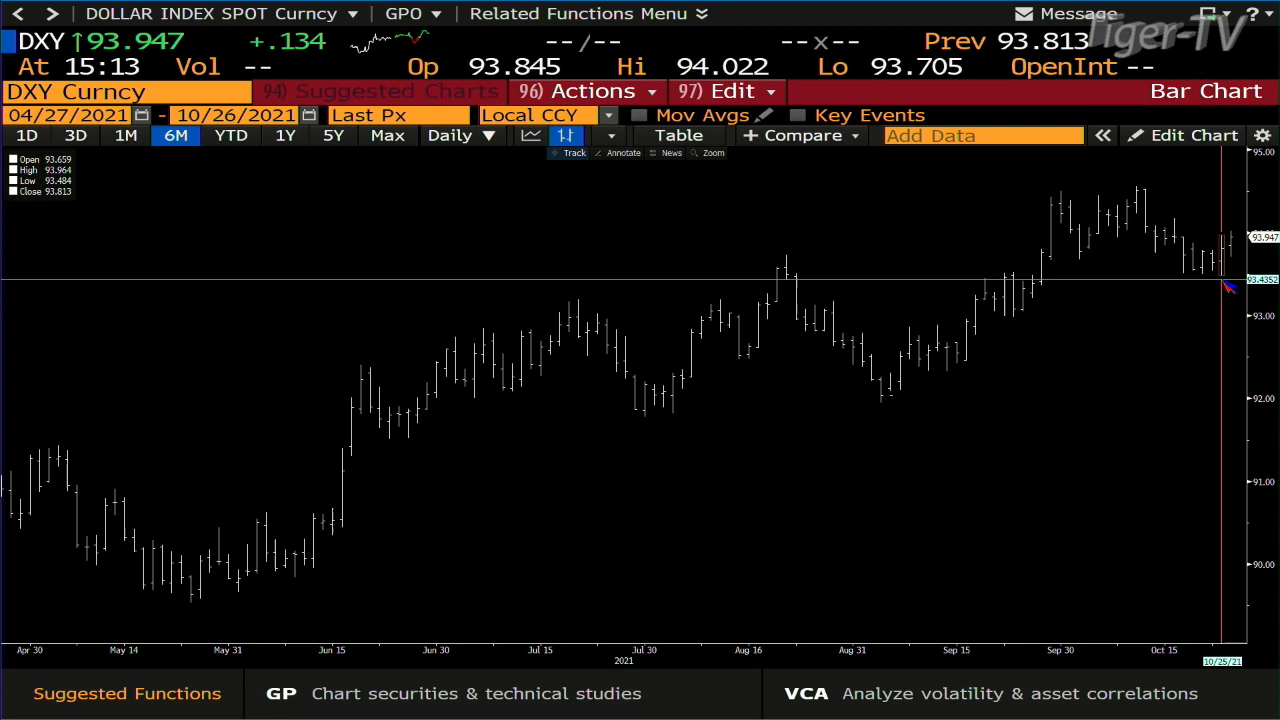 DOLLAR INDEX SPOT Curncy GPO Related Functions Menu Message ?
Tiger-TV
DXY ↑93.947 +.134 --/-- --x-- Prev 93.813
At 15:13 Vol -- Op 93.845 Hi 94.022 Lo 93.705 OpenInt --
DXY Curncy 94) Suggested Charts 96) Actions 97) Edit Bar Chart
04/27/2021 - 10/26/2021 Last Px Local CCY Mov Avgs Key Events
1D 3D 1M 6M YTD 1Y 5Y Max Daily Table + Compare Add Data Edit Chart
Track Annotate News Zoom
Open 93.659
High 93.964
Low 93.484
Close 93.813
95.00
93.947
93.4352
93.00
92.00
91.00
90.00
Apr 30 May 14 May 31 Jun 15 Jun 30 Jul 15 Jul 30 Aug 16 Aug 31 Sep 15 Sep 30 Oct 15
2021 10/25/21
Suggested Functions GP Chart securities & technical studies VCA Analyze volatility & asset correlations